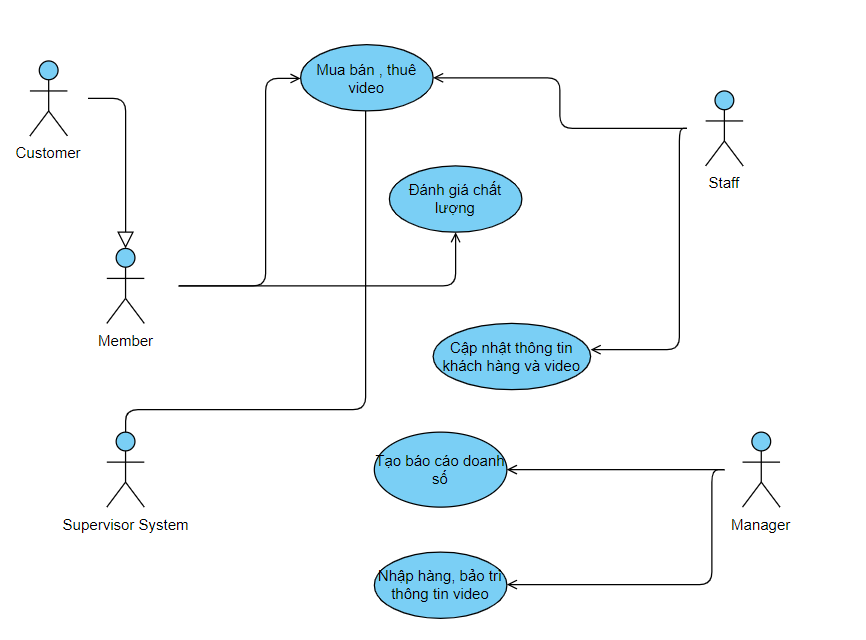 Mua bán , thuê
video
Customer
Staff
Đánh giá chất
lượng
Member
Cập nhật thông tin
khách hàng và video
Tạo báo cáo doanh
số
Supervisor System
Manager
Nhập hàng, bảo trì
thông tin video